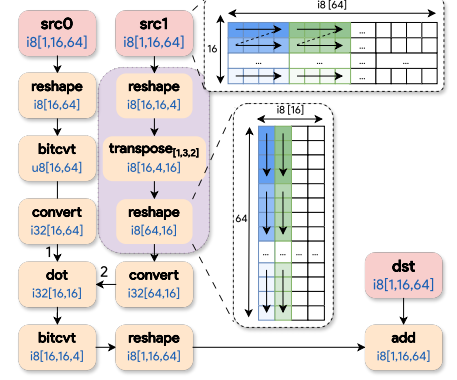 src0
i8[1,16,64]
reshape
i8[16,64]
bitcvt
u8[16,64]
convert
i32[16,64]
1
dot
i32[16,16]
bitcvt
i8[16,16,4]
src1
i8[1,16,64]
reshape
i8[16,16,4]
transpose[1,3,2]
i8[16,4,16]
reshape
i8[64,16]
2
convert
i32[64,16]
reshape
i8[1,16,64]
i8 [64]
16
...
...
...
...
...
i8 [16]
64
...
...
...
...
dst
i8[1,16,64]
add
i8[1,16,64]